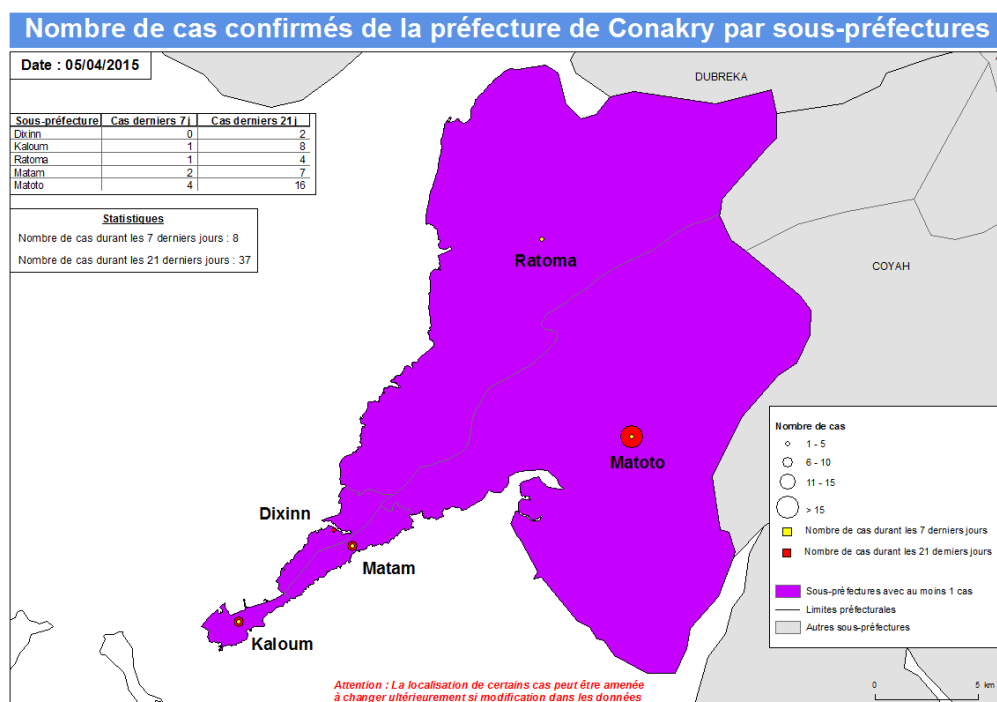 Nombre de cas confirmés de la préfecture de Conakry par sous-préfectures
Date : 05/04/2015
DUBREKA
Sous-préfecture Cas derniers 7 j Cas derniers 21 j
Dixinn 0 2
Kaloum 1 8
Ratoma 1 4
Matam 2 7
Matoto 4 16
Statistiques
Nombre de cas durant les 7 derniers jours : 8
Nombre de cas durant les 21 derniers jours : 37
Ratoma
COYAH
Matoto
Dixinn
Matam
Kaloum
Nombre de cas
1 - 5
6 - 10
11 - 15
> 15
Nombre de cas durant les 7 derniers jours
Nombre de cas durant les 21 derniers jours
Sous-préfectures avec au moins 1 cas
Limites préfecturales
Autres sous-préfectures
Attention : La localisation de certains cas peut être amenée
à changer ultérieurement si modification dans les données
0 5 km